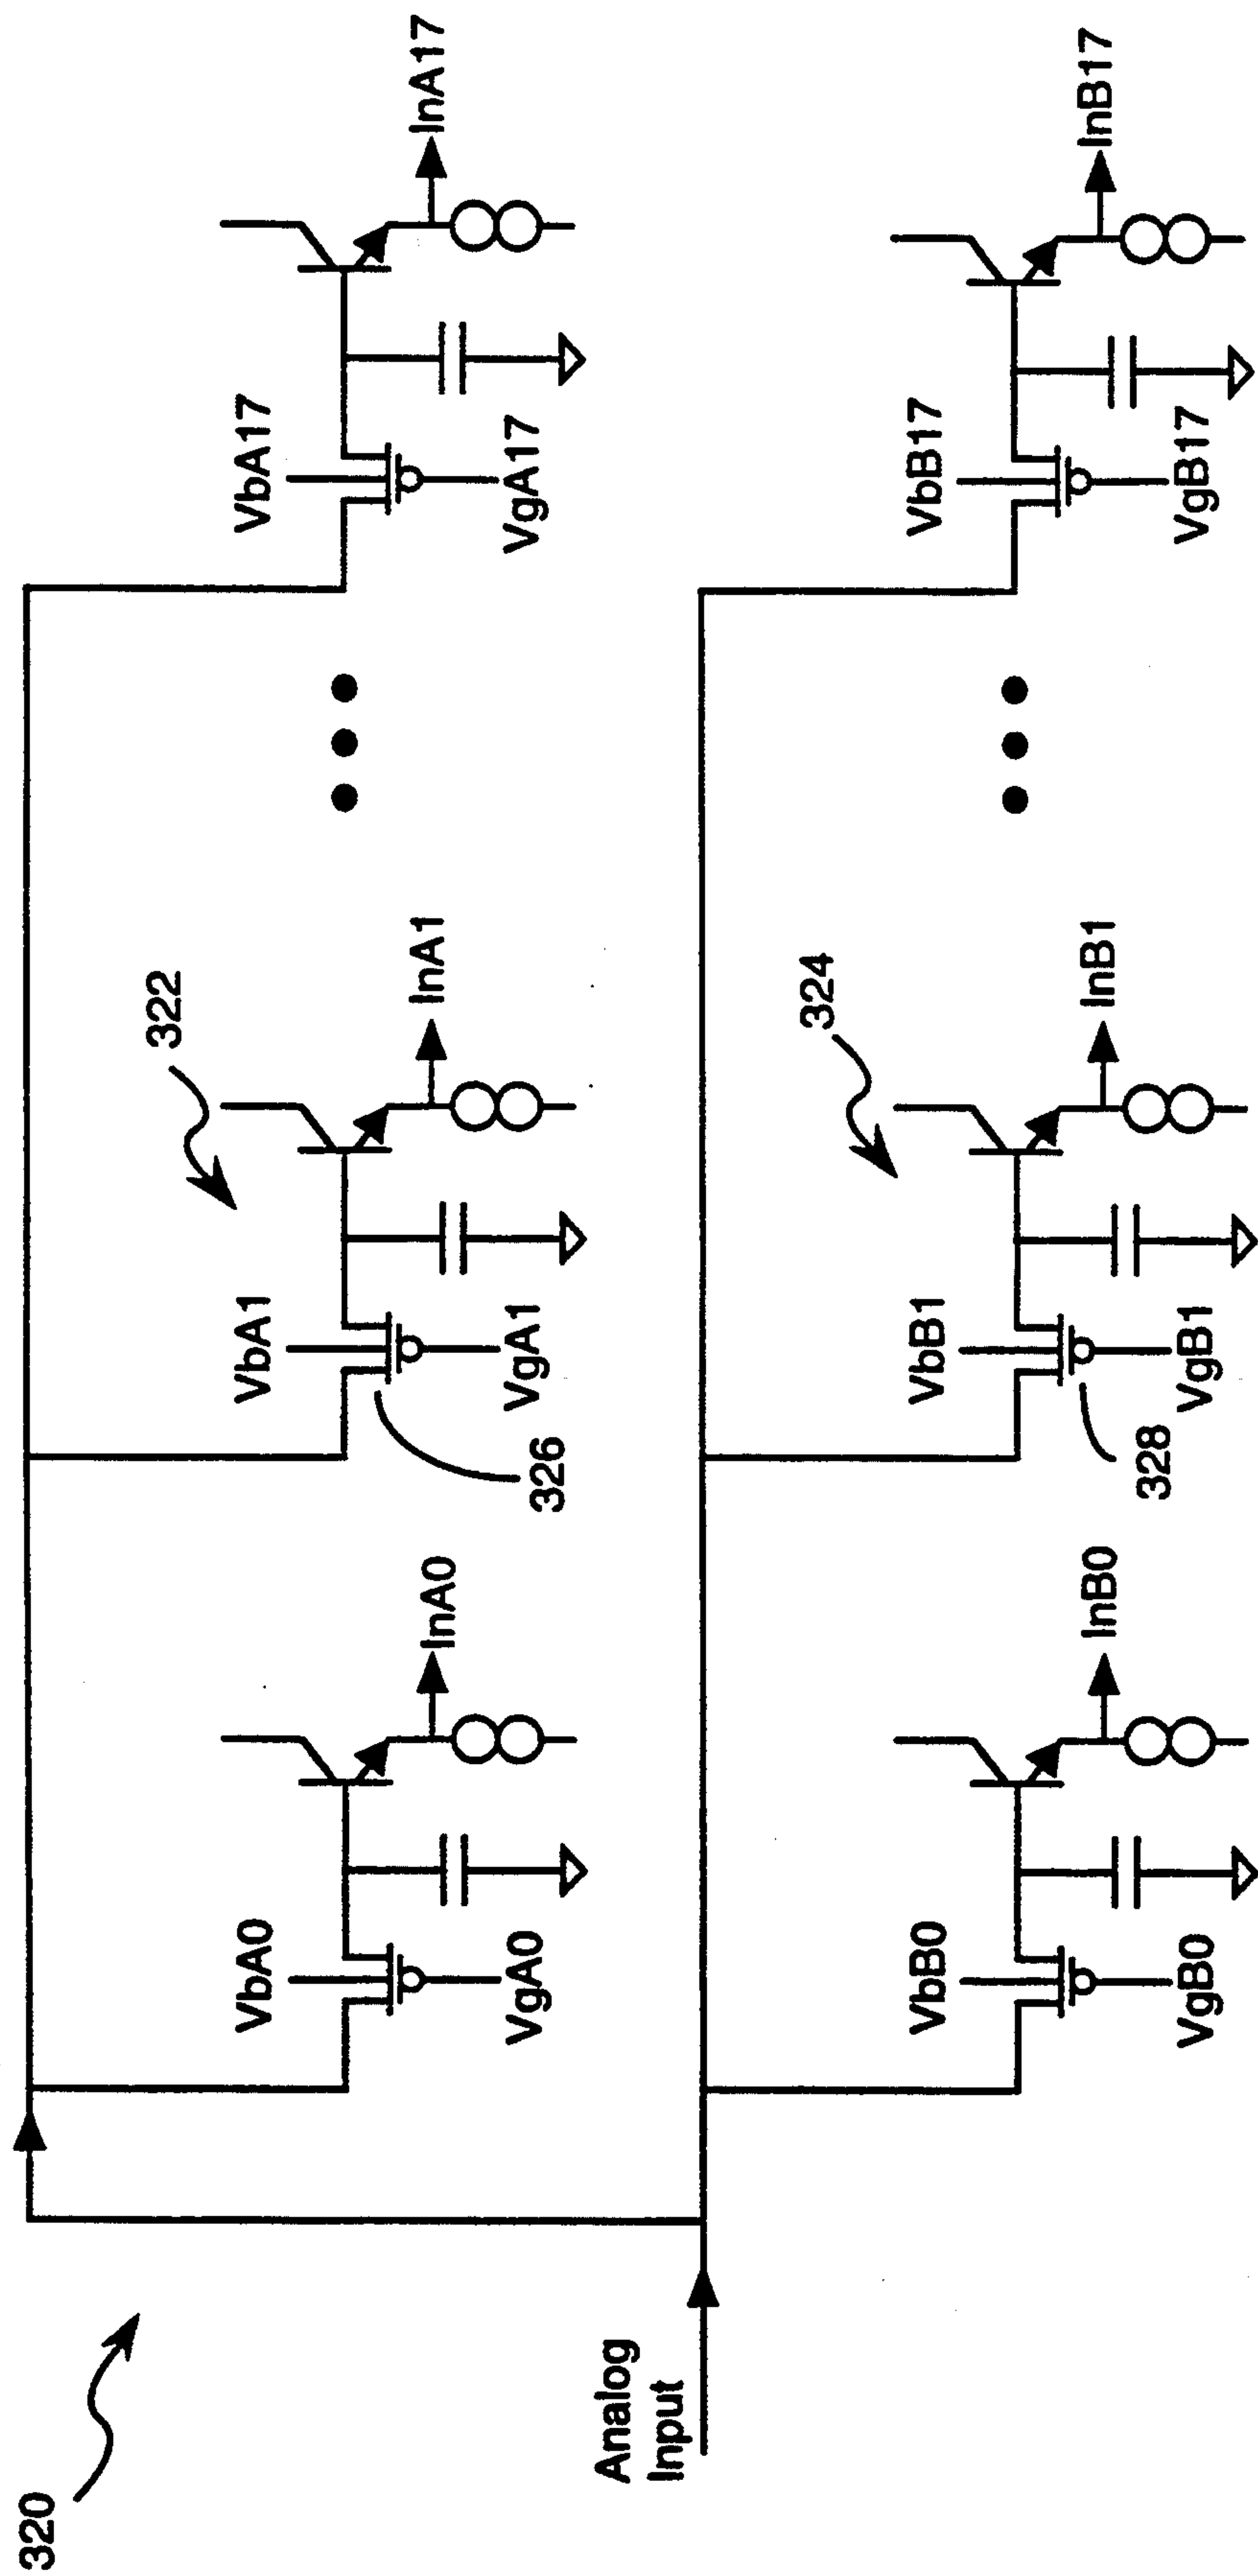 320
VbA0
VgA0
InA0
322
VbA1
VgA1
326
InA1
VbA17
VgA17
InA17
Analog
Input
VbB0
VgB0
InB0
324
VbB1
VgB1
328
InB1
VbB17
VgB17
InB17